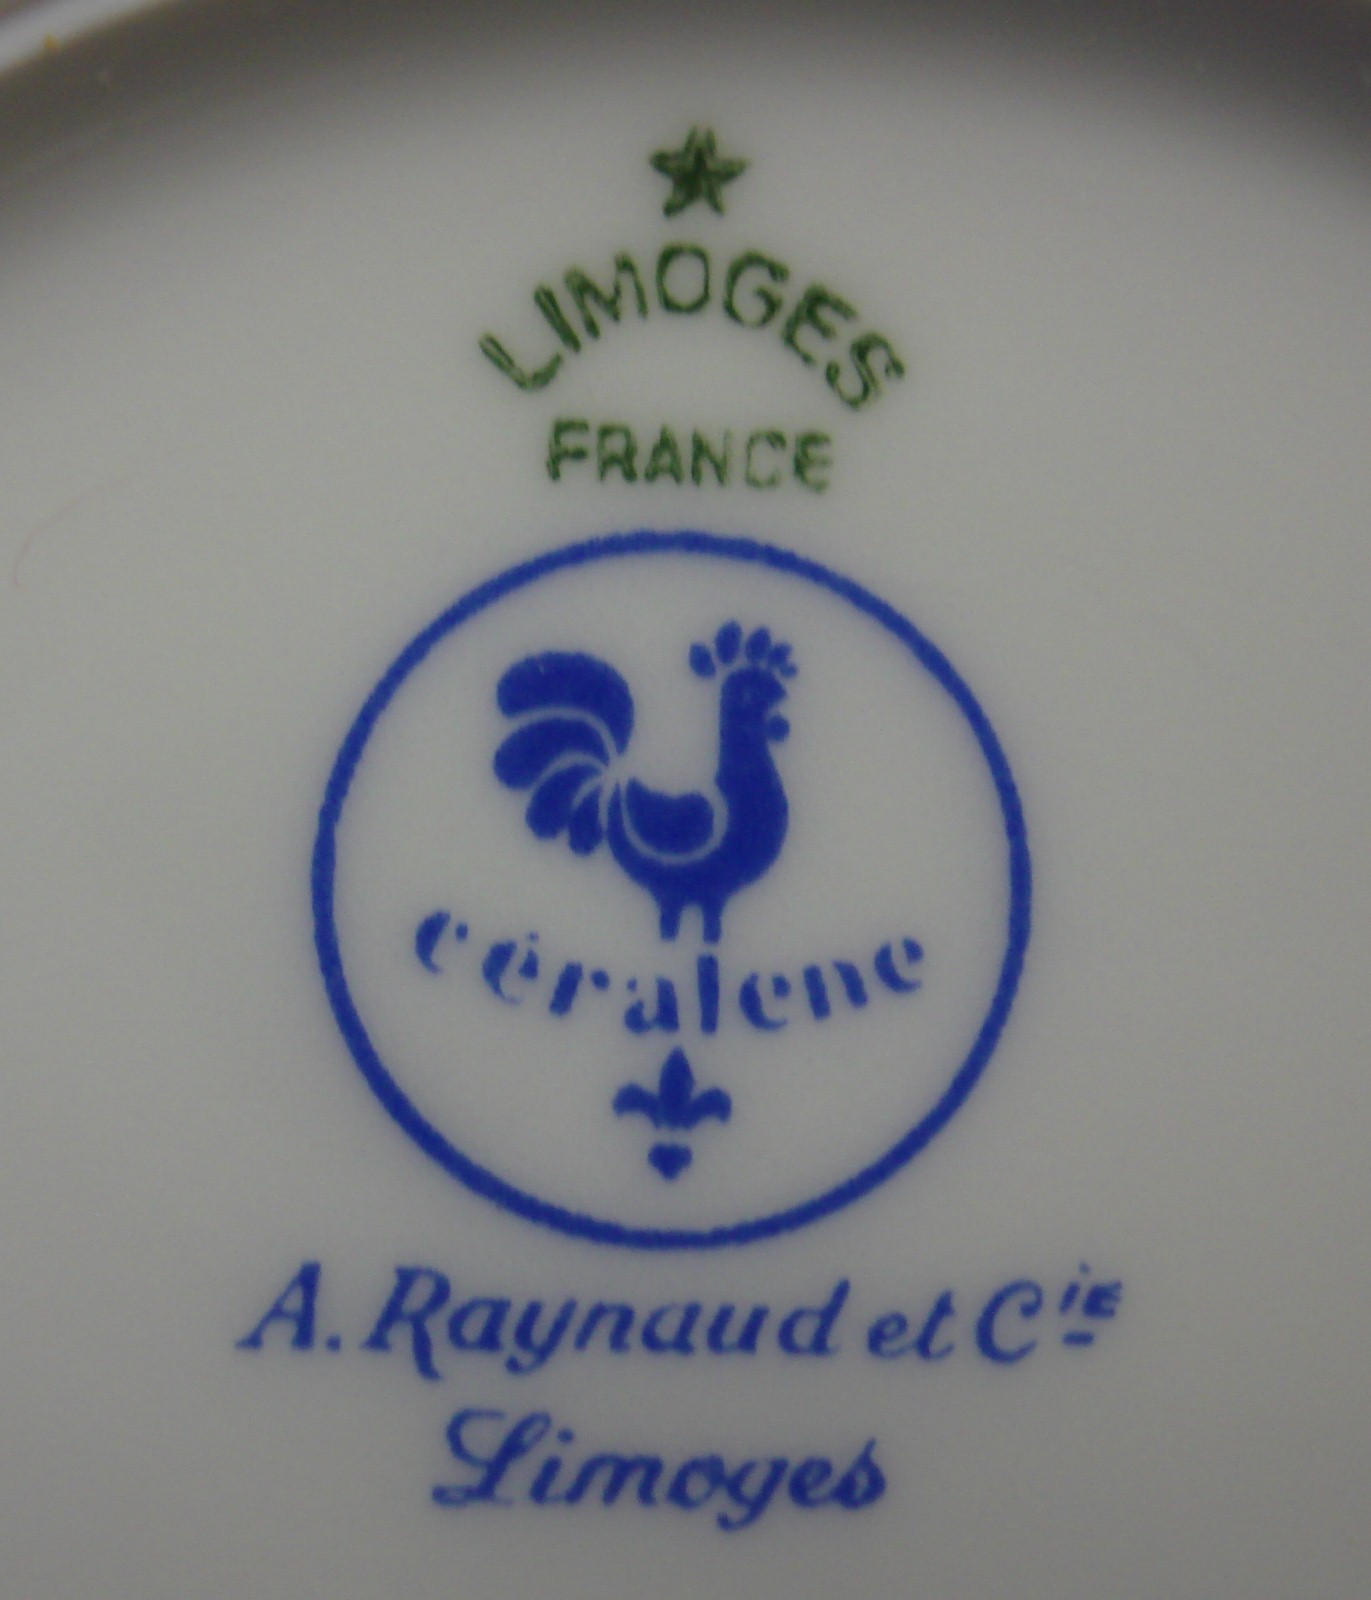 LIMOGES
FRANCE
céralene
A. Raynaud et Cie
Limoges